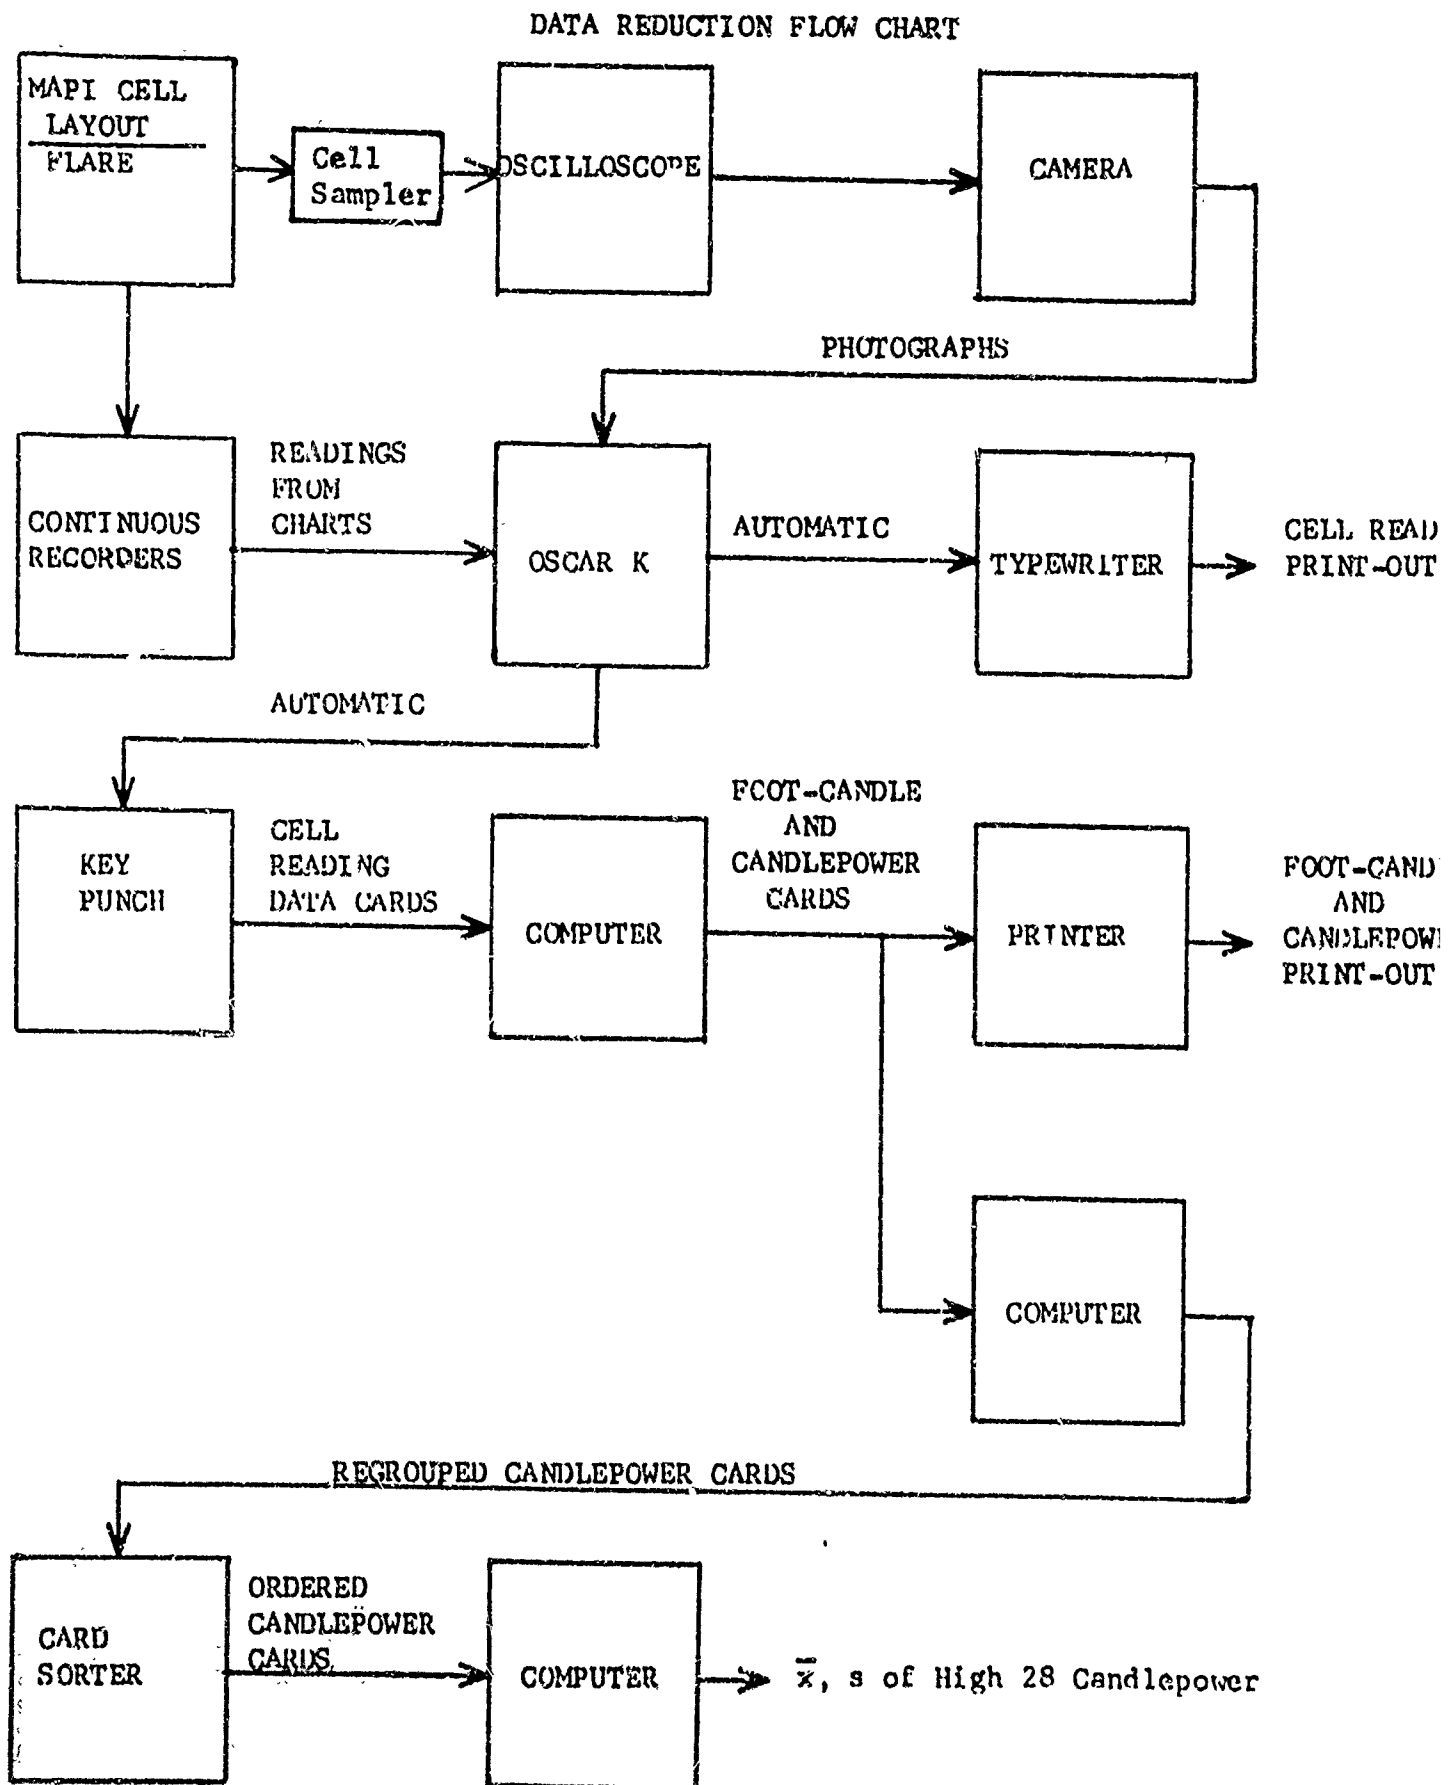 DATA REDUCTION FLOW CHART
MAPI CELL
LAYOUT
FLARE
Cell
Sampler
OSCILLOSCOPE
CAMERA
PHOTOGRAPHS
CONTINUOUS
RECORDERS
READINGS
FROM
CHARTS
OSCAR K
AUTOMATIC
TYPEWRITER
CELL READ
PRINT-OUT
AUTOMATIC
KEY
PUNCH
CELL
READING
DATA CARDS
COMPUTER
FOOT-CANDLE
AND
CANDLEPOWER
CARDS
PRINTER
FOOT-CAND
AND
CANDLEPOW
PRINT-OUT
COMPUTER
REGROUPED CANDLEPOWER CARDS
CARD
SORTER
ORDERED
CANDLEPOWER
CARDS
COMPUTER
x̄, s of High 28 Candlepower